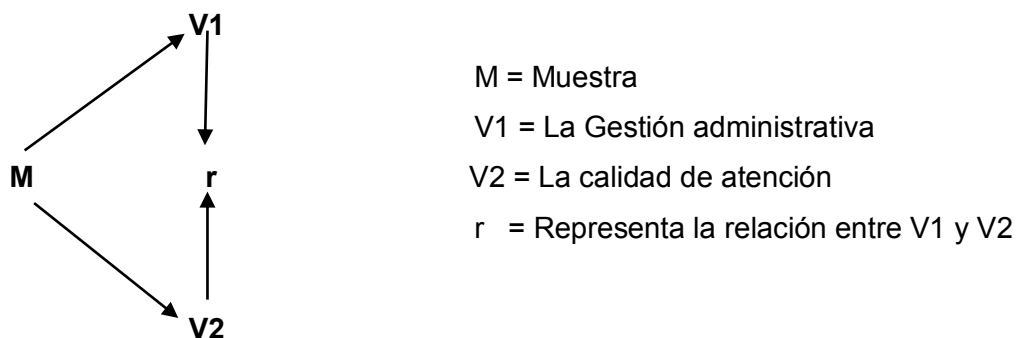 V1
M = Muestra
V1 = La Gestión administrativa
M
r
V2 = La calidad de atención
r = Representa la relación entre V1 y V2
V2